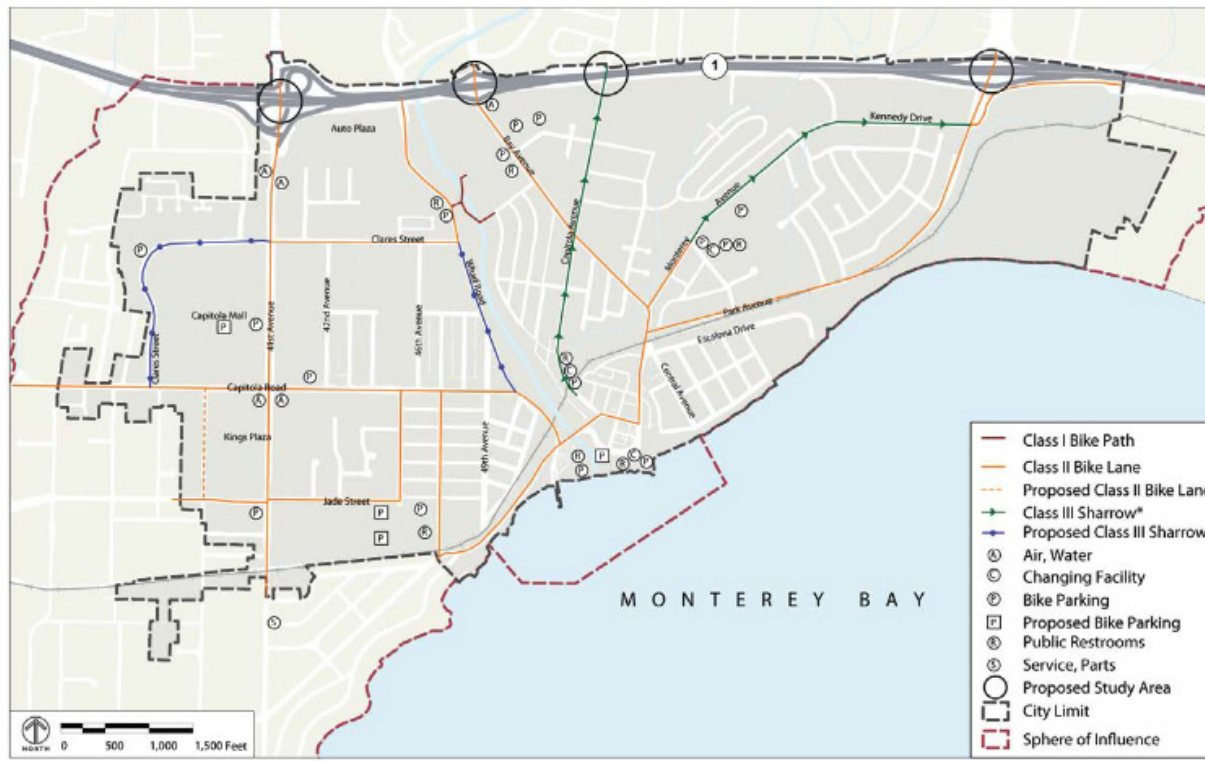 1
Auto Plaza
Kennedy Drive
Bay Avenue
Capitola Avenue
Monterey Avenue
Clares Street
Wharf Road
Capitola Mall
42nd Avenue
46th Avenue
41st Avenue
Clares Street
Park Avenue
Escalona Drive
Central Avenue
Capitola Road
Kings Plaza
49th Avenue
Jade Street
MONTEREY BAY
Class I Bike Path
Class II Bike Lane
Proposed Class II Bike Lane
Class III Sharrow*
Proposed Class III Sharrow
A Air, Water
C Changing Facility
P Bike Parking
P Proposed Bike Parking
R Public Restrooms
S Service, Parts
Proposed Study Area
City Limit
Sphere of Influence
NORTH
0 500 1,000 1,500 Feet